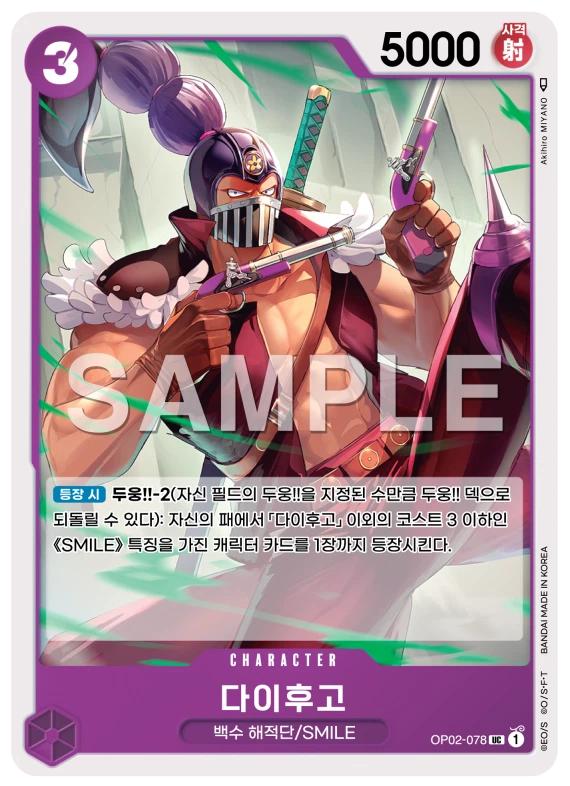 3
5000
사격
射
Akihiro MIYANO
SAMPLE
등장 시 두웅!!-2(자신 필드의 두웅!!을 지정된 수만큼 두웅!! 덱으로
되돌릴 수 있다): 자신의 패에서 「다이후고」 이외의 코스트 3 이하인
《SMILE》 특징을 가진 캐릭터 카드를 1장까지 등장시킨다.
CHARACTER
다이후고
백수 해적단/SMILE
OP02-078 UC 1
©EO/S ©O/S·F·T BANDAI MADE IN KOREA